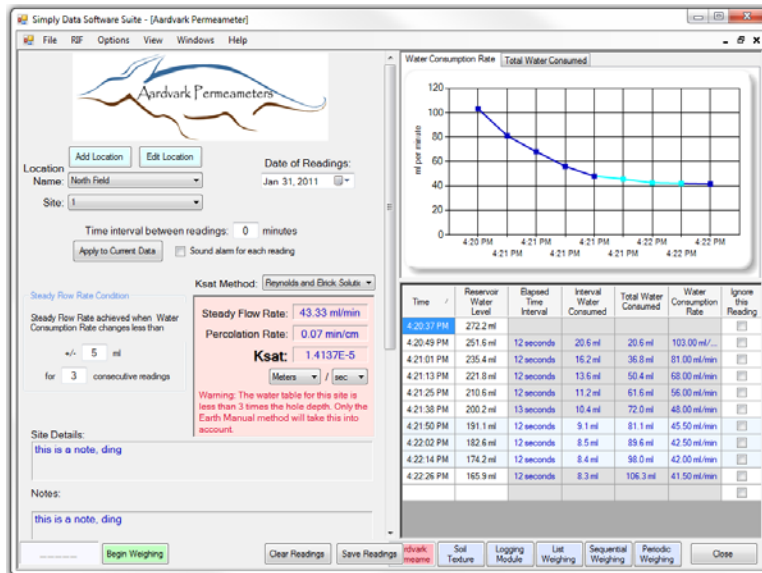 Simply Data Software Suite - [Aardvark Permeameter]
File RIF Options View Windows Help
Aardvark Permeameters
Add Location Edit Location
Location
Name: North Field
Date of Readings:
Jan 31, 2011
Site: 1
Time interval between readings: 0 minutes
Apply to Current Data Sound alarm for each reading
Ksat Method: Reynolds and Elrick Solutic
Steady Flow Rate Condition
Steady Flow Rate achieved when Water
Consumption Rate changes less than
+/- 5 ml
for 3 consecutive readings
Steady Flow Rate: 43.33 ml/min
Percolation Rate: 0.07 min/cm
Ksat: 1.4137E-5
Meters / sec
Warning: The water table for this site is
less than 3 times the hole depth. Only the
Earth Manual method will take this into
account.
Site Details:
this is a note, ding
Notes:
this is a note, ding
Begin Weighing Clear Readings Save Readings
Water Consumption Rate Total Water Consumed
ml per minute
120
100
80
60
40
20
0
4:20 PM 4:21 PM 4:21 PM 4:22 PM 4:22 PM
4:21 PM 4:21 PM 4:21 PM 4:22 PM
Time Reservoir Water Level Elapsed Time Interval Interval Water Consumed Total Water Consumed Water Consumption Rate Ignore this Reading
4:20:37 PM 272.2 ml
4:20:49 PM 251.6 ml 12 seconds 20.6 ml 20.6 ml 103.00 ml/...
4:21:01 PM 235.4 ml 12 seconds 16.2 ml 36.8 ml 81.00 ml/min
4:21:13 PM 221.8 ml 12 seconds 13.6 ml 50.4 ml 68.00 ml/min
4:21:25 PM 210.6 ml 12 seconds 11.2 ml 61.6 ml 56.00 ml/min
4:21:38 PM 200.2 ml 13 seconds 10.4 ml 72.0 ml 48.00 ml/min
4:21:50 PM 191.1 ml 12 seconds 9.1 ml 81.1 ml 45.50 ml/min
4:22:02 PM 182.6 ml 12 seconds 8.5 ml 89.6 ml 42.50 ml/min
4:22:14 PM 174.2 ml 12 seconds 8.4 ml 98.0 ml 42.00 ml/min
4:22:26 PM 165.9 ml 12 seconds 8.3 ml 106.3 ml 41.50 ml/min
rdvark Soil Logging List Sequential Periodic
meame Texture Module Weighing Weighing Weighing Close